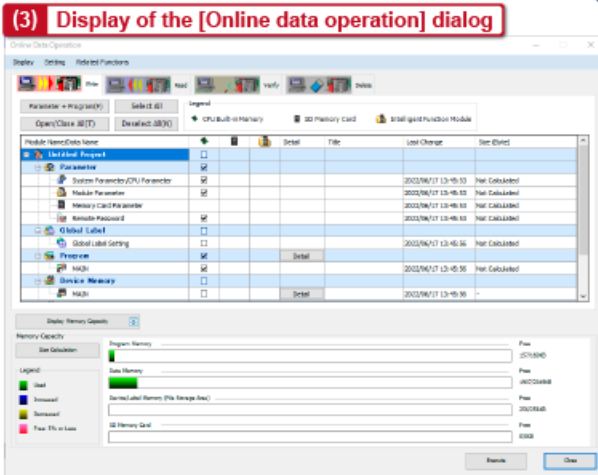 (3) Display of the [Online data operation] dialog
Online Data Operation
Display Setting Related Functions
Write Read Verify Delete
Parameter + Program(F) Select All Legend
Open/Close All(T) Deselect All(N) CPU Built-in Memory SD Memory Card Intelligent Function Module
Module Name/Data Name Detail Title Last Change Size (Byte)
Untitled Project
Parameter
System Parameter/CPU Parameter 2022/06/17 13:45:53 Not Calculated
Module Parameter 2022/06/17 13:45:53 Not Calculated
Memory Card Parameter 2022/06/17 13:45:53 Not Calculated
Remote Password 2022/06/17 13:45:53 Not Calculated
Global Label
Global Label Setting 2022/06/17 13:45:56 Not Calculated
Program Detail
MAIN 2022/06/17 13:45:56 Not Calculated
Device Memory
MAIN Detail 2022/06/17 13:45:56 -
Display Memory Capacity
Memory Capacity
Size Calculation
Program Memory Free
Legend
Data Memory Free
Used
Increased
Device/Label Memory (File Storage Area) Free
Decreased
Free: 5% or Less
SD Memory Card Free
Execute Close